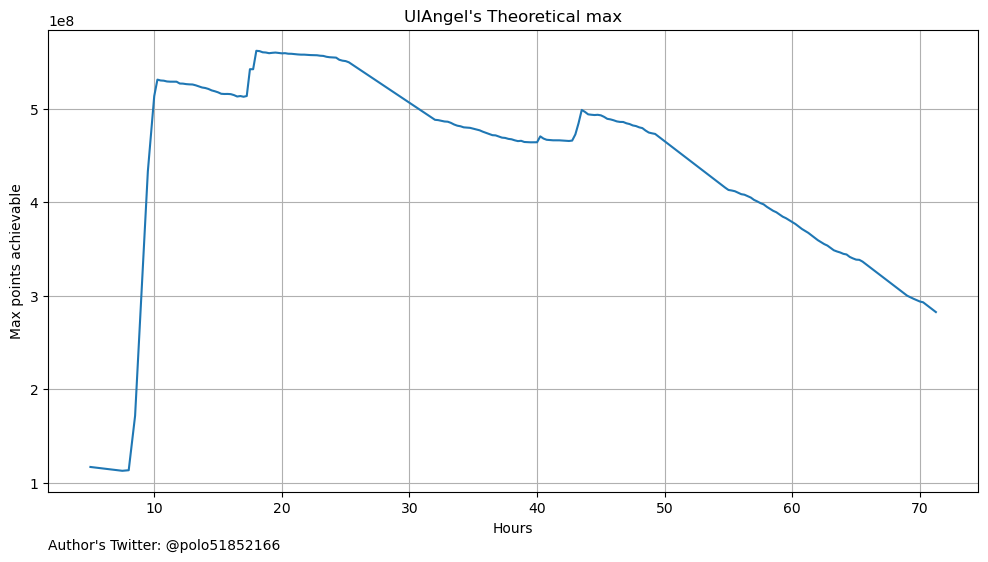 UlAngel's Theoretical max
1e8
5
4
3
2
1
Max points achievable
10 20 30 40 50 60 70
Hours
Author's Twitter: @polo51852166